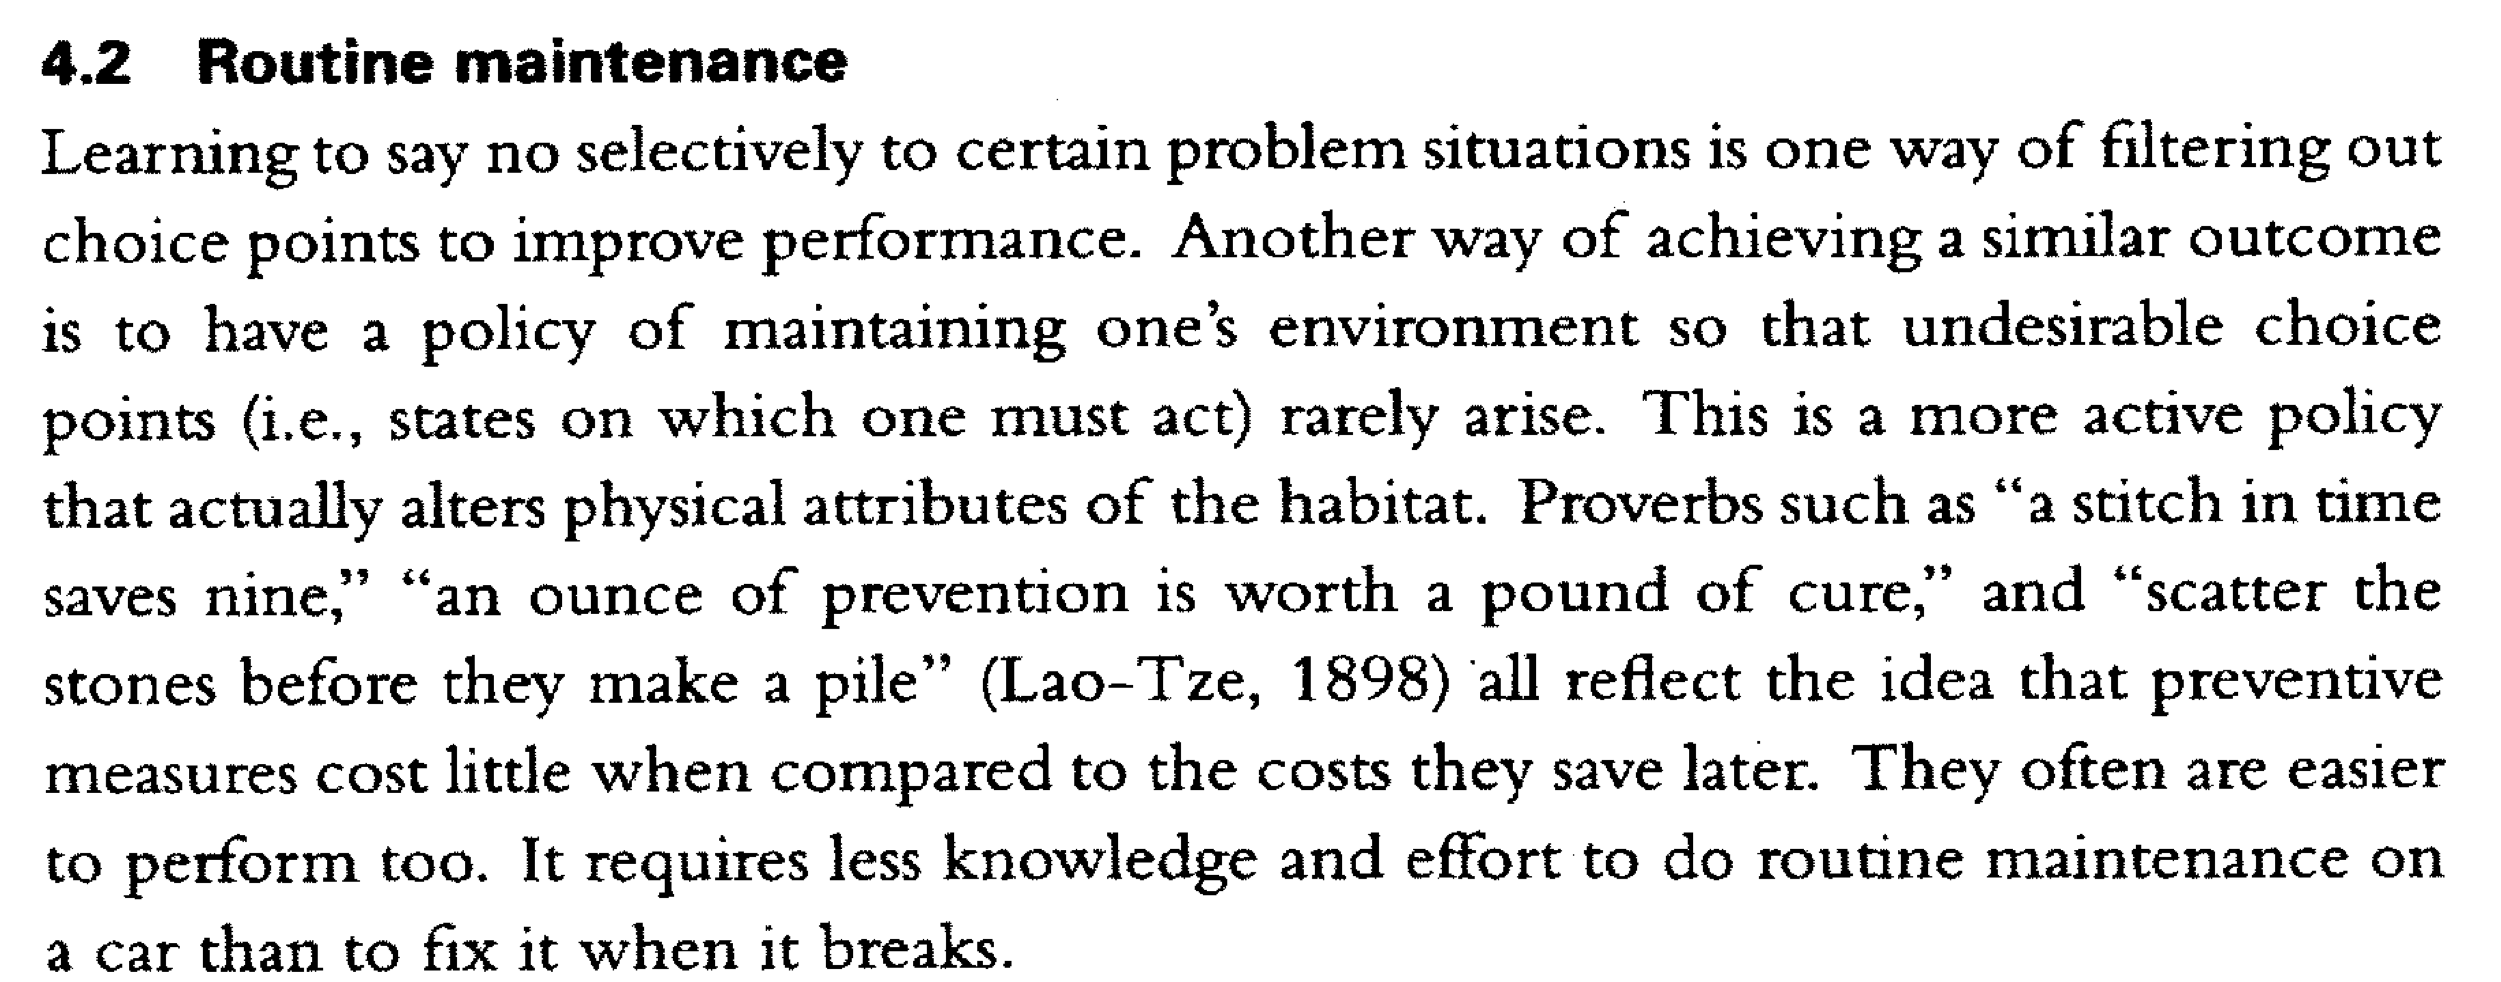 4.2 Routine maintenance
Learning to say no selectively to certain problem situations is one way of filtering out
choice points to improve performance. Another way of achieving a similar outcome
is to have a policy of maintaining one’s environment so that undesirable choice
points (i.e., states on which one must act) rarely arise. This is a more active policy
that actually alters physical attributes of the habitat. Proverbs such as “a stitch in time
saves nine,” “an ounce of prevention is worth a pound of cure,” and “scatter the
stones before they make a pile” (Lao-Tze, 1898) all reflect the idea that preventive
measures cost little when compared to the costs they save later. They often are easier
to perform too. It requires less knowledge and effort to do routine maintenance on
a car than to fix it when it breaks.